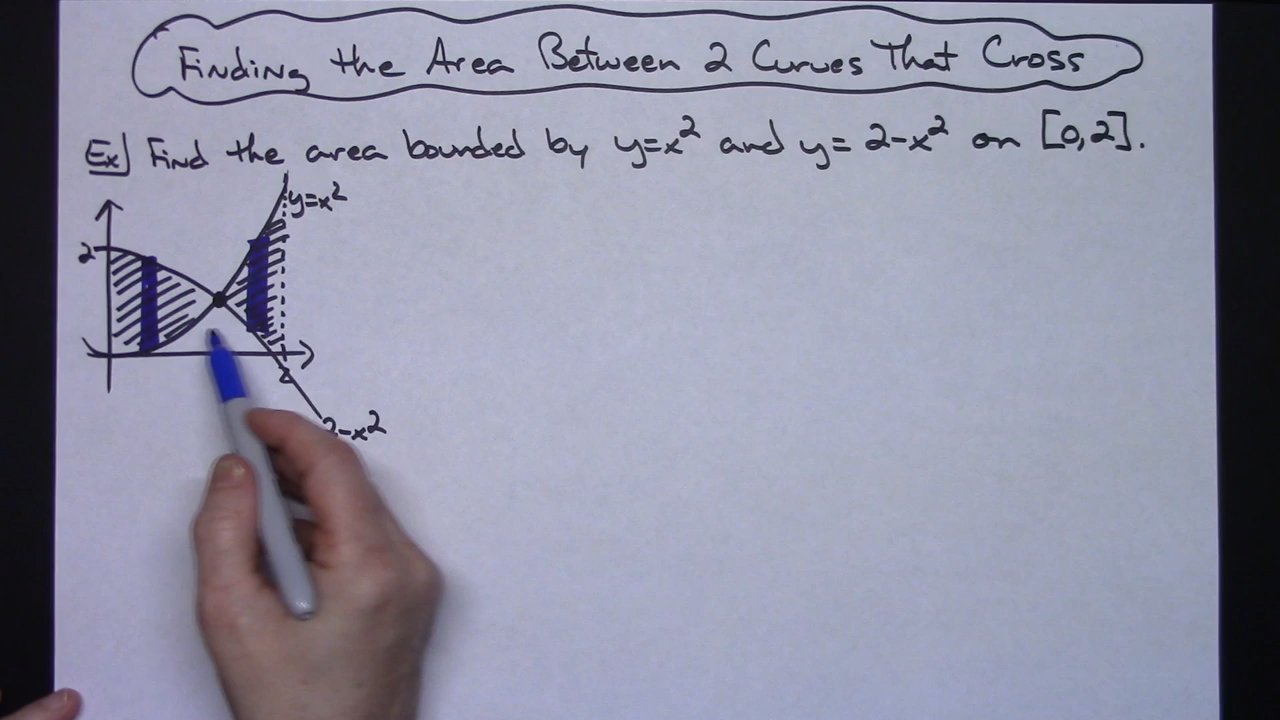 Finding the Area Between 2 Curves That Cross
Ex] Find the area bounded by y=x² and y=2-x² on [0,2].
y=x²
2
2
2-x²